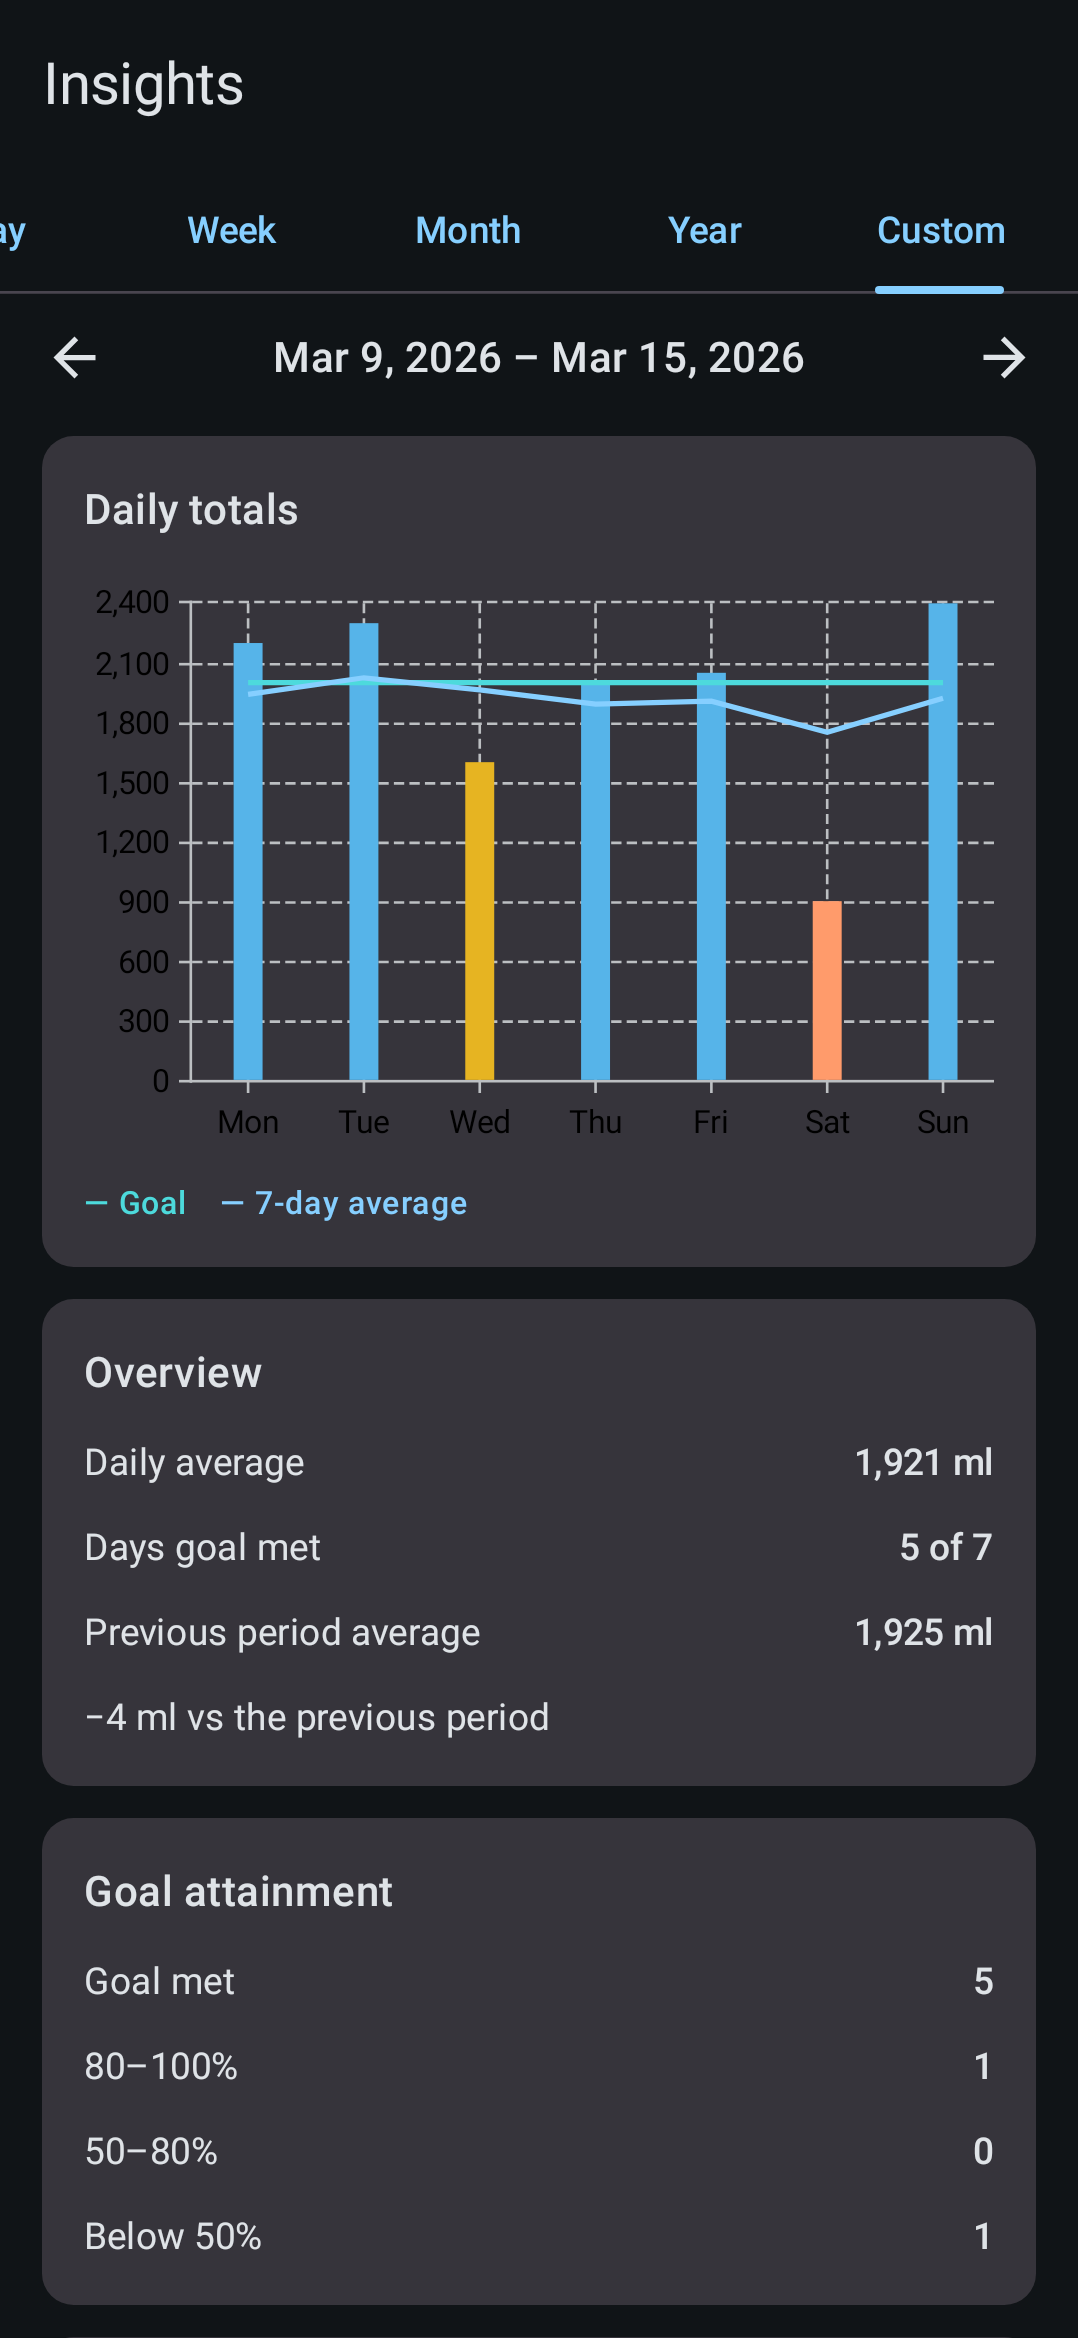 Insights
ay Week Month Year Custom
Mar 9, 2026 – Mar 15, 2026
Daily totals
2,400
2,100
1,800
1,500
1,200
900
600
300
0
Mon Tue Wed Thu Fri Sat Sun
Goal 7-day average
Overview
Daily average 1,921 ml
Days goal met 5 of 7
Previous period average 1,925 ml
−4 ml vs the previous period
Goal attainment
Goal met 5
80–100% 1
50–80% 0
Below 50% 1